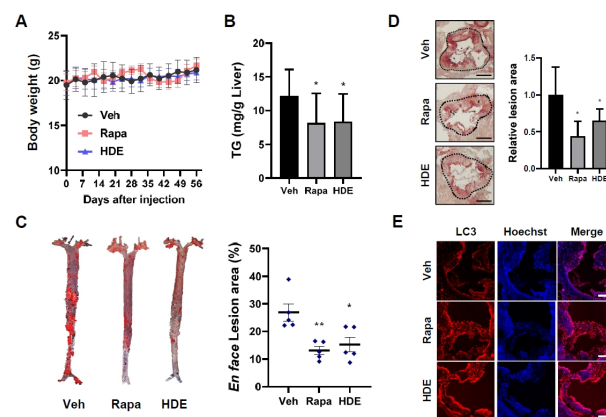 A
Body weight (g)
25
20
15
10
Veh
Rapa
HDE
0 7 14 21 28 35 42 49 56
Days after injection
B
TG (mg/g Liver)
20
15
10
5
0
* *
Veh Rapa HDE
C
Veh Rapa HDE
En face Lesion area (%)
50
40
30
20
10
0
** *
Veh Rapa HDE
D
Veh
Rapa
HDE
Relative lesion area
1.5
1.0
0.5
0.0
* *
Veh Rapa HDE
E
LC3 Hoechst Merge
Veh
Rapa
HDE